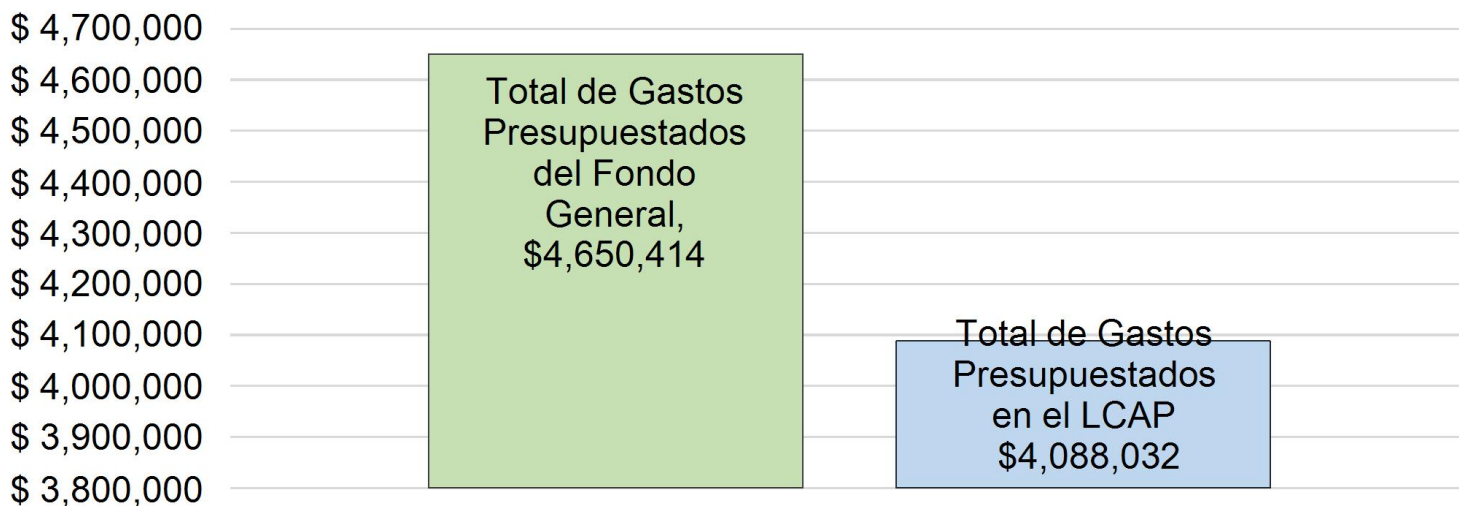 $ 4,700,000
$ 4,600,000
$ 4,500,000
$ 4,400,000
$ 4,300,000
$ 4,200,000
$ 4,100,000
$ 4,000,000
$ 3,900,000
$ 3,800,000
Total de Gastos
Presupuestados
del Fondo
General,
$4,650,414
Total de Gastos
Presupuestados
en el LCAP
$4,088,032